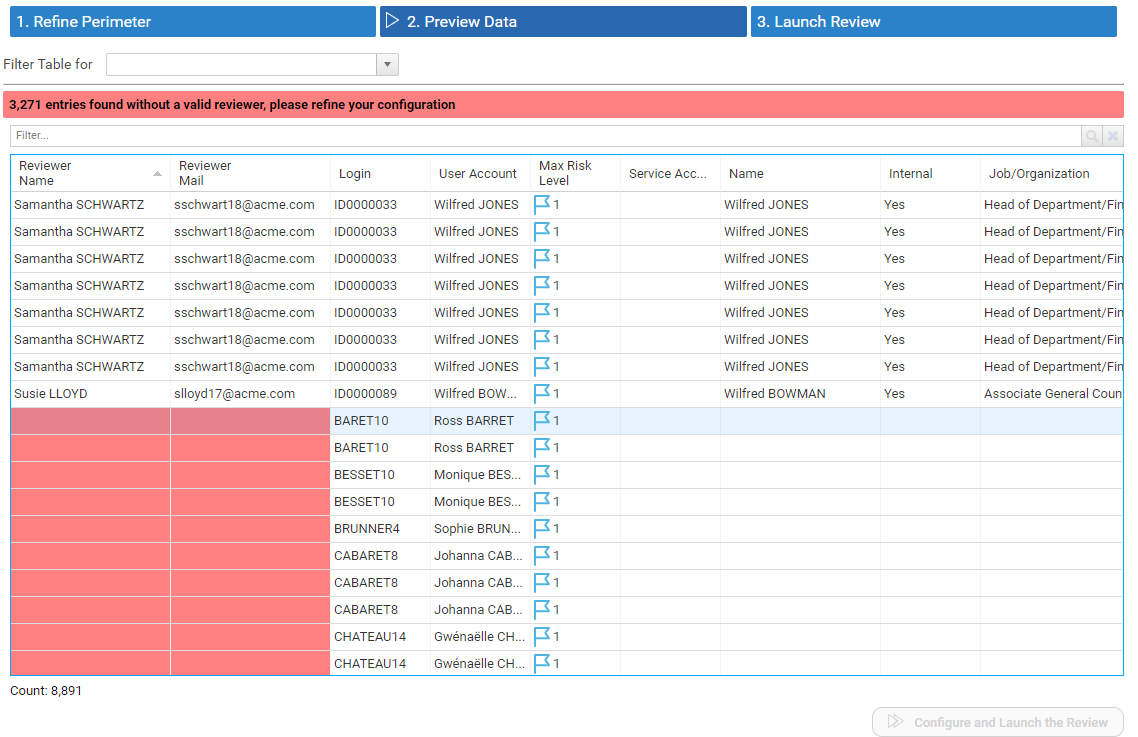 1. Refine Perimeter 2. Preview Data 3. Launch Review
Filter Table for
3,271 entries found without a valid reviewer, please refine your configuration
Filter...
Reviewer Name Reviewer Mail Login User Account Max Risk Level Service Acc... Name Internal Job/Organization
Samantha SCHWARTZ sschwart18@acme.com ID0000033 Wilfred JONES 1 Wilfred JONES Yes Head of Department/Fin
Samantha SCHWARTZ sschwart18@acme.com ID0000033 Wilfred JONES 1 Wilfred JONES Yes Head of Department/Fin
Samantha SCHWARTZ sschwart18@acme.com ID0000033 Wilfred JONES 1 Wilfred JONES Yes Head of Department/Fin
Samantha SCHWARTZ sschwart18@acme.com ID0000033 Wilfred JONES 1 Wilfred JONES Yes Head of Department/Fin
Samantha SCHWARTZ sschwart18@acme.com ID0000033 Wilfred JONES 1 Wilfred JONES Yes Head of Department/Fin
Samantha SCHWARTZ sschwart18@acme.com ID0000033 Wilfred JONES 1 Wilfred JONES Yes Head of Department/Fin
Samantha SCHWARTZ sschwart18@acme.com ID0000033 Wilfred JONES 1 Wilfred JONES Yes Head of Department/Fin
Susie LLOYD slloyd17@acme.com ID0000089 Wilfred BOW... 1 Wilfred BOWMAN Yes Associate General Coun
BARET10 Ross BARRET 1
BARET10 Ross BARRET 1
BESSET10 Monique BES... 1
BESSET10 Monique BES... 1
BRUNNER4 Sophie BRUN... 1
CABARET8 Johanna CAB... 1
CABARET8 Johanna CAB... 1
CABARET8 Johanna CAB... 1
CHATEAU14 Gwénaëlle CH... 1
CHATEAU14 Gwénaëlle CH... 1
Count: 8,891
Configure and Launch the Review